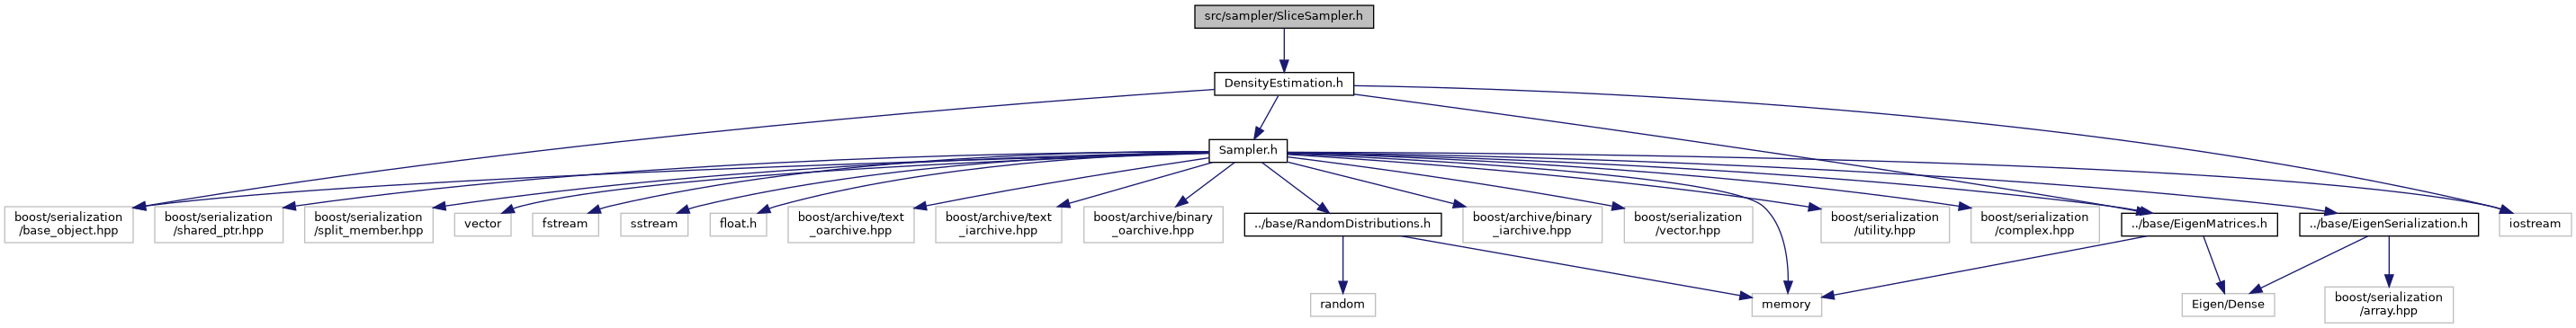 src/sampler/SliceSampler.h
DensityEstimation.h
Sampler.h
boost/serialization
/base_object.hpp
boost/serialization
/shared_ptr.hpp
boost/serialization
/split_member.hpp
vector
fstream
sstream
float.h
boost/archive/text
_oarchive.hpp
boost/archive/text
_iarchive.hpp
boost/archive/binary
_oarchive.hpp
../base/RandomDistributions.h
boost/archive/binary
_iarchive.hpp
boost/serialization
/vector.hpp
boost/serialization
/utility.hpp
boost/serialization
/complex.hpp
../base/EigenMatrices.h
../base/EigenSerialization.h
iostream
random
memory
Eigen/Dense
boost/serialization
/array.hpp